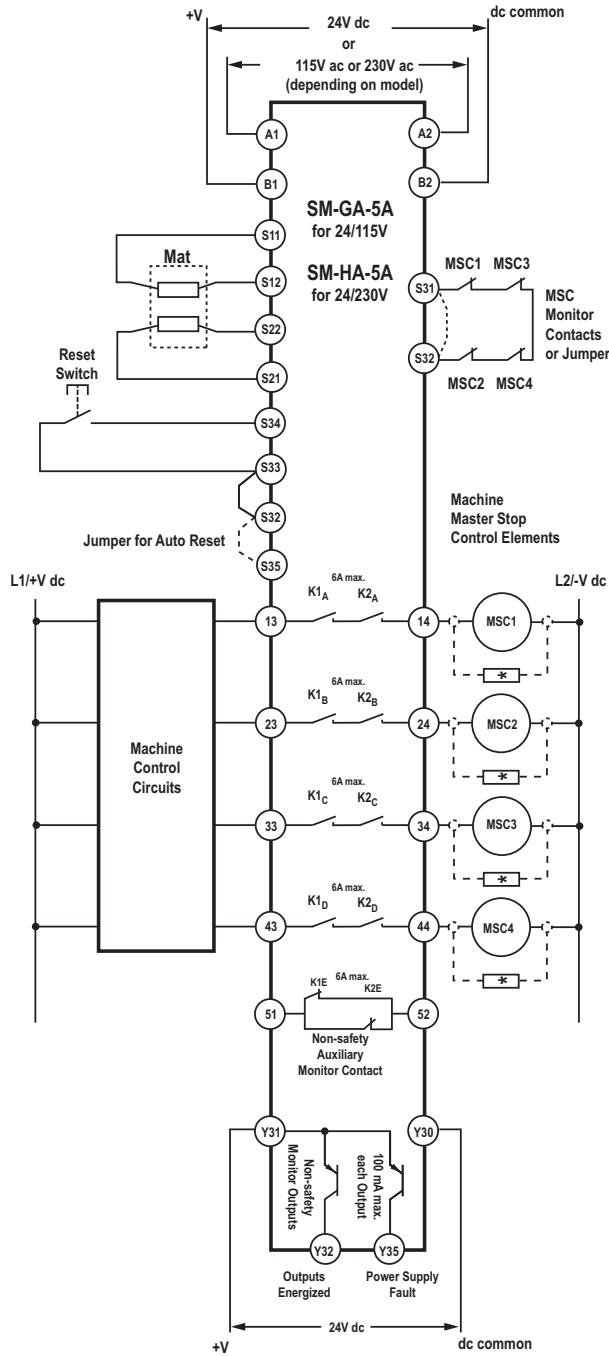 +V
24V dc
dc common
or
115V ac or 230V ac
(depending on model)
A1
A2
B1
B2
SM-GA-5A
for 24/115V
S11
Mat
SM-HA-5A
for 24/230V
S12
S31
MSC1 MSC3
MSC
Monitor
Contacts
or Jumper
S22
Reset
Switch
S32
S21
MSC2 MSC4
S34
S33
Machine
Master Stop
Control Elements
S32
Jumper for Auto Reset
S35
L1/+V dc
L2/-V dc
6A max.
K1A K2A
13
14
MSC1
*
6A max.
K1B K2B
23
24
MSC2
*
Machine
Control
Circuits
6A max.
K1C K2C
33
34
MSC3
*
6A max.
K1D K2D
43
44
MSC4
*
6A max.
K1E K2E
51
52
Non-safety
Auxiliary
Monitor Contact
Y31
Y30
Non-safety
Monitor Outputs
100 mA max.
each Output
Y32
Y35
Outputs
Energized
Power Supply
Fault
24V dc
+V
dc common